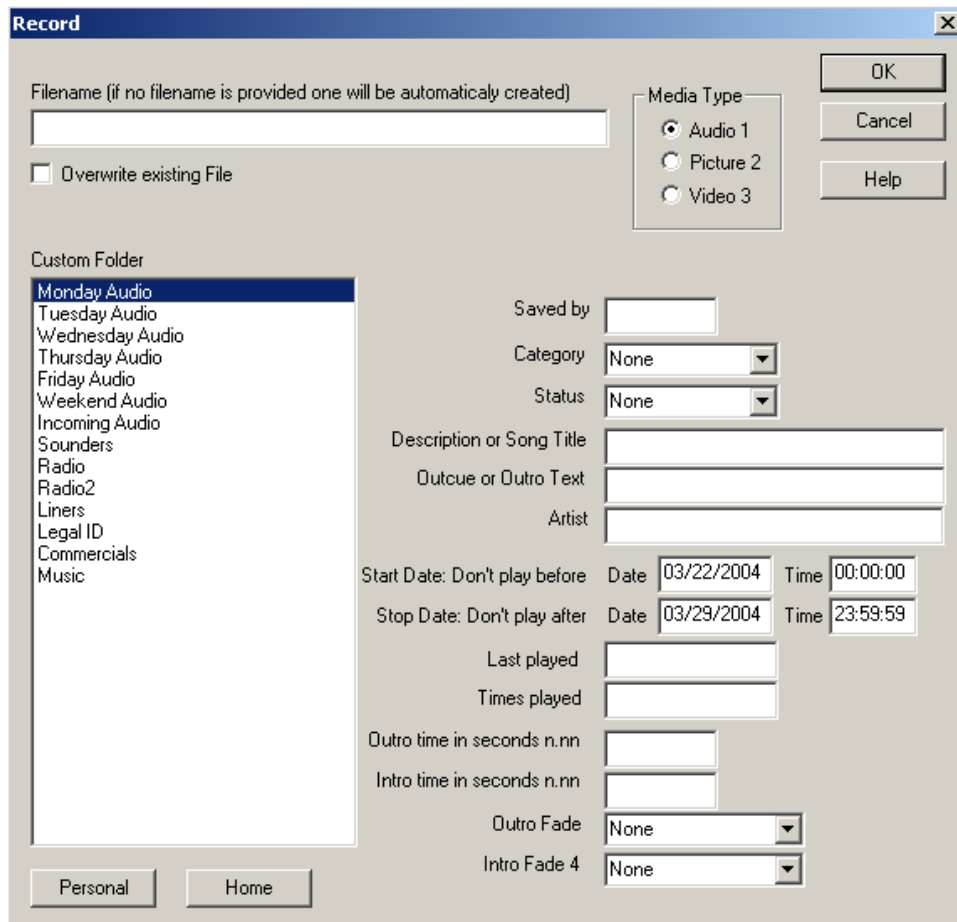 Record
Filename (if no filename is provided one will be automaticaly created)
Overwrite existing File
Media Type
Audio 1
Picture 2
Video 3
OK
Cancel
Help
Custom Folder
Monday Audio
Tuesday Audio
Wednesday Audio
Thursday Audio
Friday Audio
Weekend Audio
Incoming Audio
Sounders
Radio
Radio2
Liners
Legal ID
Commercials
Music
Saved by
Category None
Status None
Description or Song Title
Outcue or Outro Text
Artist
Start Date: Don't play before Date 03/22/2004 Time 00:00:00
Stop Date: Don't play after Date 03/29/2004 Time 23:59:59
Last played
Times played
Outro time in seconds n.nn
Intro time in seconds n.nn
Outro Fade None
Intro Fade 4 None
Personal Home